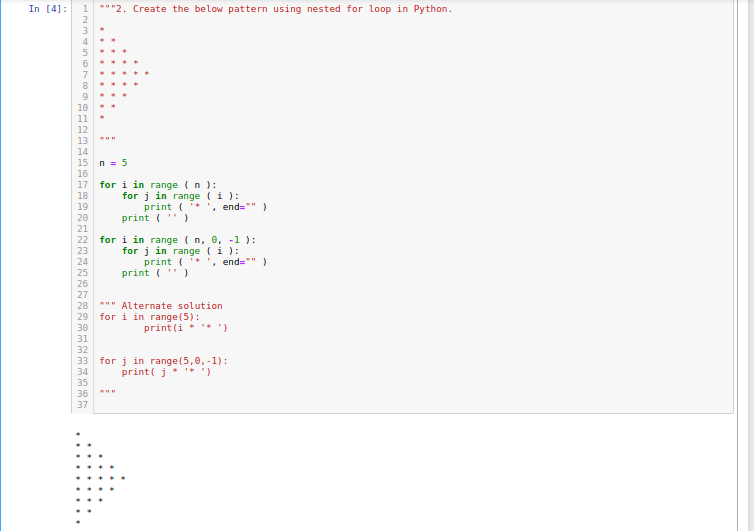 In [4]:
1 """2. Create the below pattern using nested for loop in Python.
2
3 *
4 * *
5 * * *
6 * * * *
7 * * * * *
8 * * * *
9 * * *
10 * *
11 *
12
13 """
14
15 n = 5
16
17 for i in range ( n ):
18     for j in range ( i ):
19         print ( '* ', end="" )
20     print ( '' )
21
22 for i in range ( n, 0, -1 ):
23     for j in range ( i ):
24         print ( '* ', end="" )
25     print ( '' )
26
27
28 """ Alternate solution
29 for i in range(5):
30         print(i * '* ')
31
32
33 for j in range(5,0,-1):
34     print( j * '* ')
35
36 """
37
*
* *
* * *
* * * *
* * * * *
* * * *
* * *
* *
*